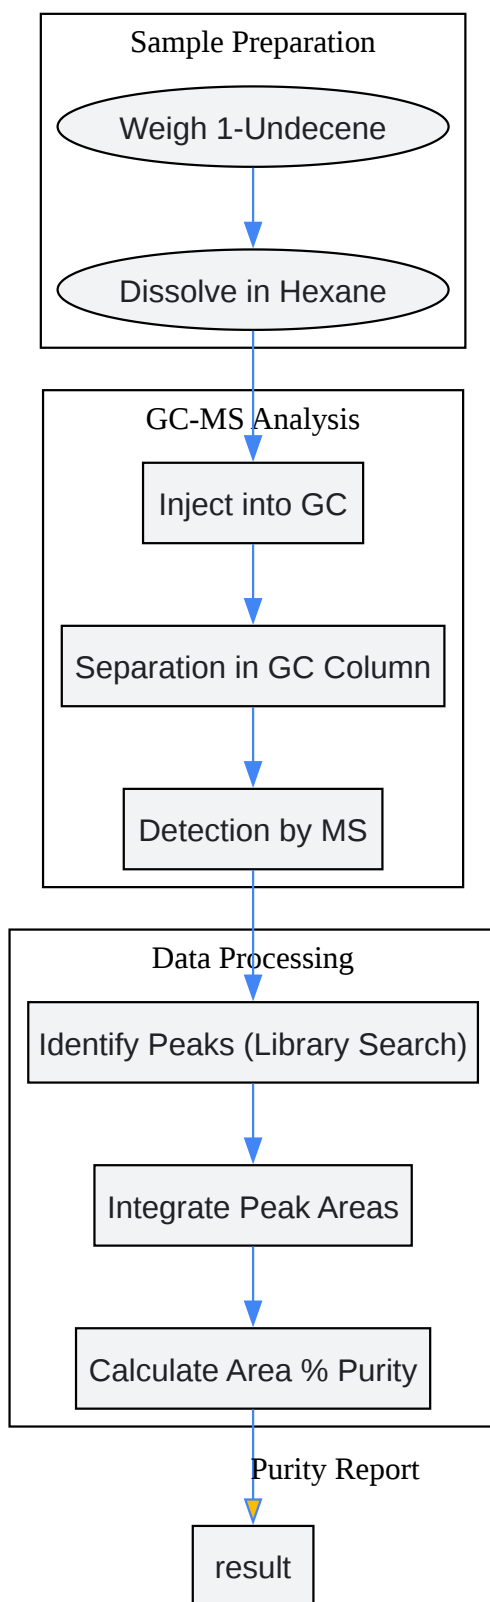 Sample Preparation
Weigh 1-Undecene
Dissolve in Hexane
GC-MS Analysis
Inject into GC
Separation in GC Column
Detection by MS
Data Processing
Identify Peaks (Library Search)
Integrate Peak Areas
Calculate Area % Purity
Purity Report
result